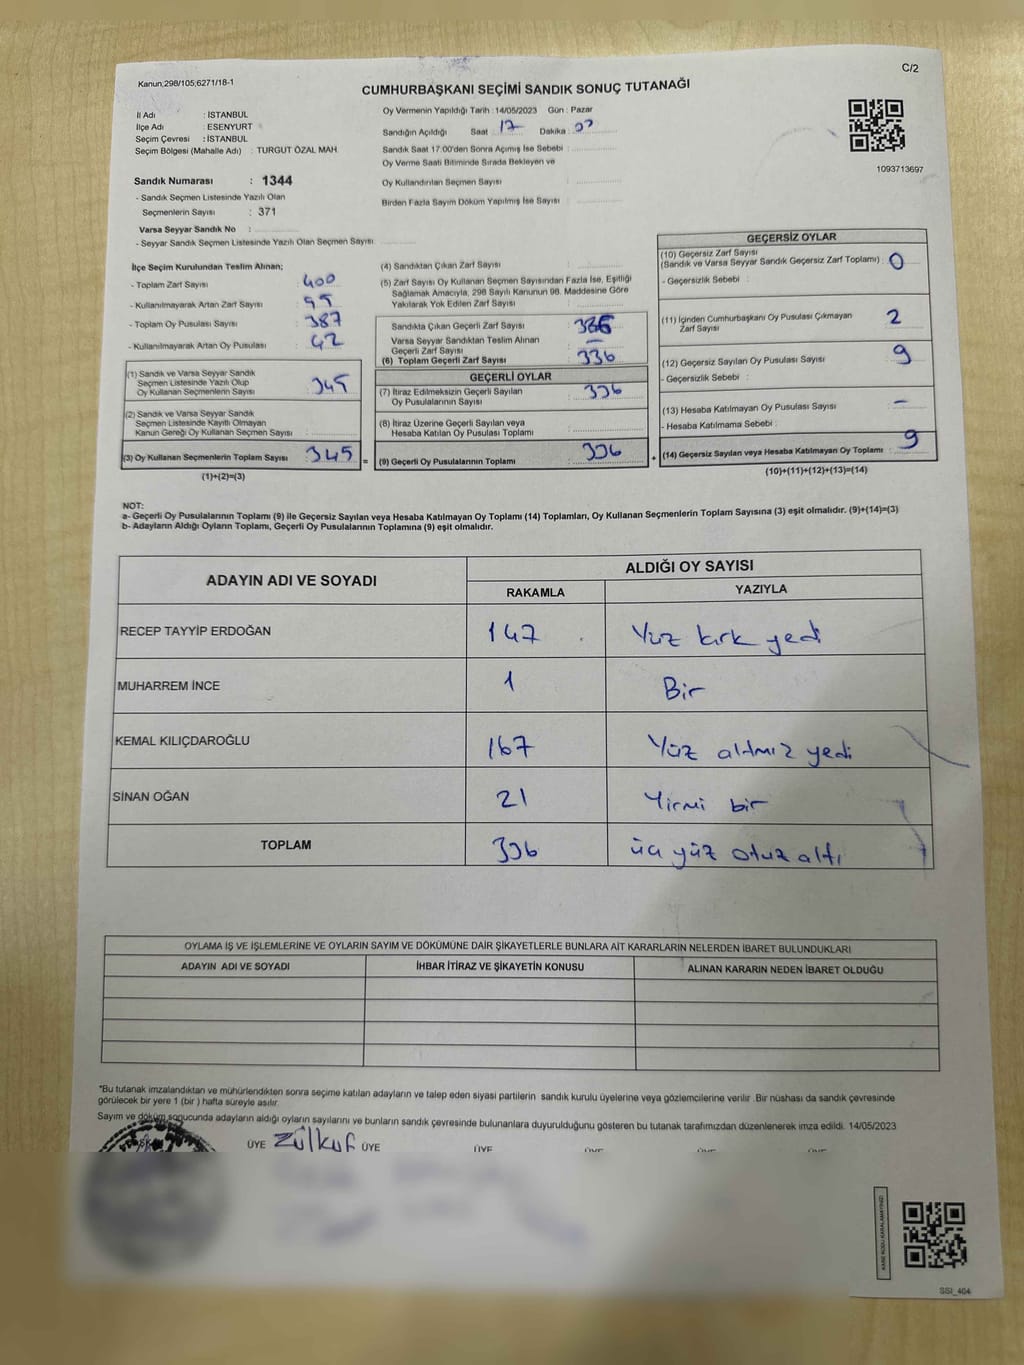 Kanun,298/105,6271/18-1
C/2
CUMHURBAŞKANI SEÇİMİ SANDIK SONUÇ TUTANAĞI
İl Adı : İSTANBUL
İlçe Adı : ESENYURT
Seçim Çevresi : İSTANBUL
Seçim Bölgesi (Mahalle Adı) : TURGUT ÖZAL MAH.
Sandık Numarası : 1344
- Sandık Seçmen Listesinde Yazılı Olan
Seçmenlerin Sayısı : 371
Varsa Seyyar Sandık No :
- Seyyar Sandık Seçmen Listesinde Yazılı Olan Seçmen Sayısı
Oy Vermenin Yapıldığı Tarih : 14/05/2023 Gün : Pazar
Sandığın Açıldığı Saat : 17 Dakika :
Sandık Saat 17:00'den Sonra Açımış İse Sebebi :
Oy Verme Saati Bitiminde Sırada Bekleyen ve
Oy Kullandırılan Seçmen Sayısı :
Birden Fazla Sayım Döküm Yapılmış İse Sayısı :
1093713697
İlçe Seçim Kurulundan Teslim Alınan;
- Toplam Zarf Sayısı : 400
- Kullanılmayarak Artan Zarf Sayısı :
- Toplam Oy Pusulası Sayısı : 387
- Kullanılmayarak Artan Oy Pusulası : 42
(1) Sandık ve Varsa Seyyar Sandık
Seçmen Listesinde Yazılı Olup
Oy Kullanan Seçmenlerin Sayısı : 345
(2) Sandık ve Varsa Seyyar Sandık
Seçmen Listesinde Kayıtlı Olmayan
Kanun Gereği Oy Kullanan Seçmen Sayısı :
(3) Oy Kullanan Seçmenlerin Toplam Sayısı : 345
(1)+(2)=(3)
(4) Sandıktan Çıkan Zarf Sayısı :
(5) Zarf Sayısı Oy Kullanan Seçmen Sayısından Fazla İse, Eşitliği
Sağlamak Amacıyla, 298 Sayılı Kanunun 98. Maddesine Göre
Yakılarak Yok Edilen Zarf Sayısı :
Sandıkta Çıkan Geçerli Zarf Sayısı : 336
Varsa Seyyar Sandıktan Teslim Alınan
Geçerli Zarf Sayısı : –
(6) Toplam Geçerli Zarf Sayısı : 336
GEÇERLİ OYLAR
(7) İtiraz Edilmeksizin Geçerli Sayılan
Oy Pusulalarının Sayısı : 336
(8) İtiraz Üzerine Geçerli Sayılan veya
Hesaba Katılan Oy Pusulası Toplamı :
(9) Geçerli Oy Pusulalarının Toplamı : 336
GEÇERSİZ OYLAR
(10) Geçersiz Zarf Sayısı
(Sandık ve Varsa Seyyar Sandık Geçersiz Zarf Toplamı) : 0
- Geçersizlik Sebebi :
(11) İçinden Cumhurbaşkanı Oy Pusulası Çıkmayan
Zarf Sayısı : 2
(12) Geçersiz Sayılan Oy Pusulası Sayısı : 9
- Geçersizlik Sebebi :
(13) Hesaba Katılmayan Oy Pusulası Sayısı : –
- Hesaba Katılmama Sebebi :
(14) Geçersiz Sayılan veya Hesaba Katılmayan Oy Toplamı : 9
(10)+(11)+(12)+(13)=(14)
NOT:
a- Geçerli Oy Pusulalarının Toplamı (9) ile Geçersiz Sayılan veya Hesaba Katılmayan Oy Toplamı (14) Toplamları, Oy Kullanan Seçmenlerin Toplam Sayısına (3) eşit olmalıdır. (9)+(14)=(3)
b- Adayların Aldığı Oyların Toplamı, Geçerli Oy Pusulalarının Toplamına (9) eşit olmalıdır.
ADAYIN ADI VE SOYADI
ALDIĞI OY SAYISI
RAKAMLA YAZIYLA
RECEP TAYYİP ERDOĞAN 147 Yüz kırk yedi
MUHARREM İNCE 1 Bir
KEMAL KILIÇDAROĞLU 167 Yüz altmız yedi
SİNAN OĞAN 21 Yirmi bir
TOPLAM 336 üç yüz otuz altı
OYLAMA İŞ VE İŞLEMLERİNE VE OYLARIN SAYIM VE DÖKÜMÜNE DAİR ŞİKAYETLERLE BUNLARA AİT KARARLARIN NELERDEN İBARET BULUNDUKLARI
ADAYIN ADI VE SOYADI İHBAR İTİRAZ VE ŞİKAYETİN KONUSU ALINAN KARARIN NEDEN İBARET OLDUĞU
*Bu tutanak imzalandıktan ve mühürlendikten sonra seçime katılan adayların ve talep eden siyasi partilerin sandık kurulu üyelerine veya gözlemcilerine verilir .Bir nüshası da sandık çevresinde
görülecek bir yere 1 (bir ) hafta süreyle asılır.
Sayım ve döküm sonucunda adayların aldığı oyların sayılarını ve bunların sandık çevresinde bulunanlara duyurulduğunu gösteren bu tutanak tarafımızdan düzenlenerek imza edildi. 14/05/2023
ÜYE Zülküf ÜYE ÜYE
KARE KODU KARALAMAYINIZ!
SSI_404